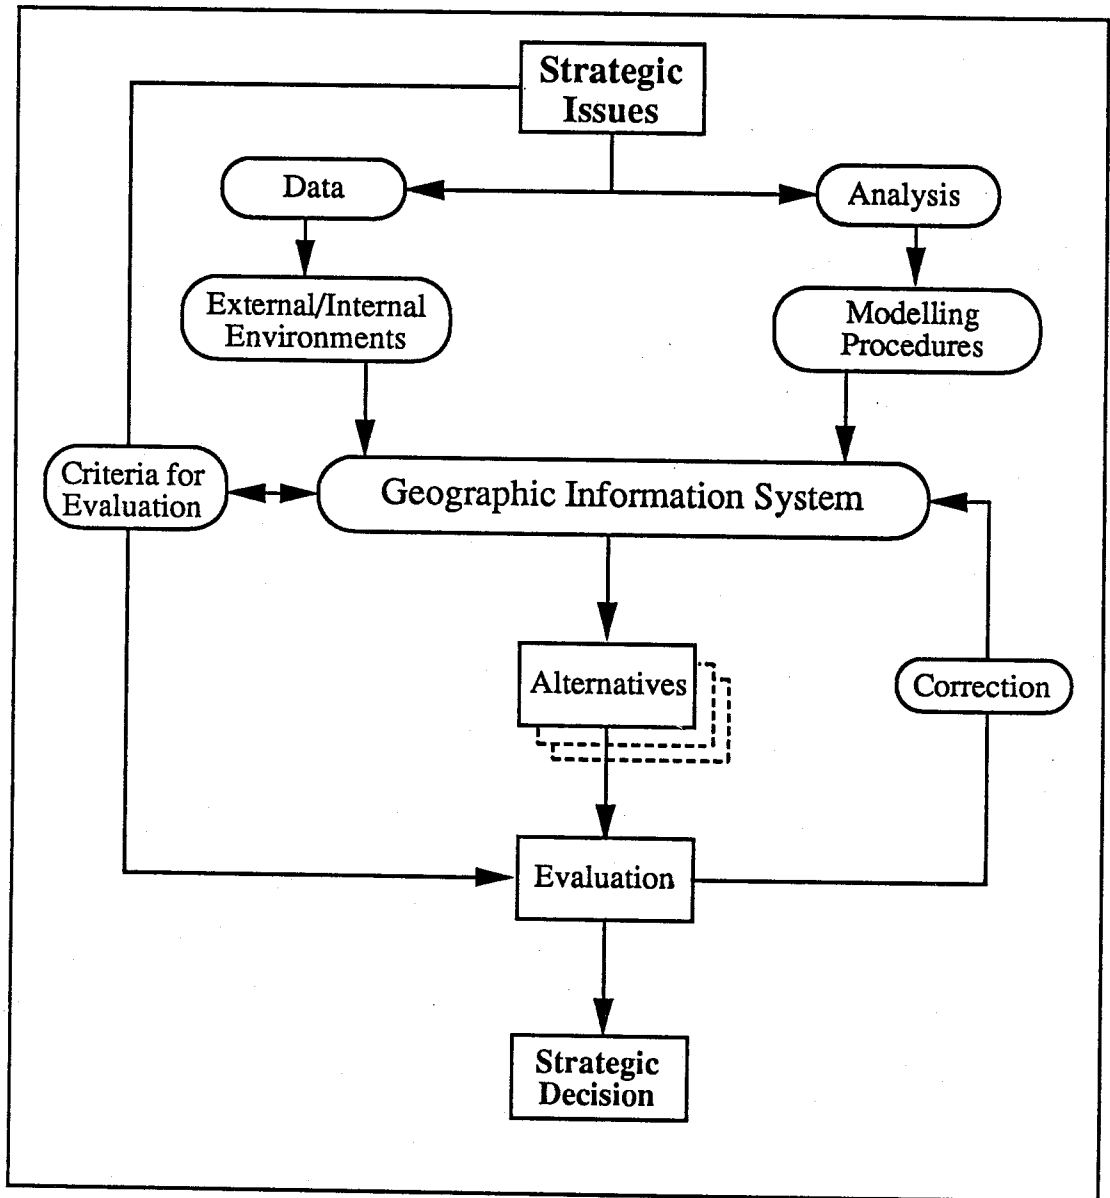 Strategic
Issues
Data
Analysis
External/Internal
Environments
Modelling
Procedures
Criteria for
Evaluation
Geographic Information System
Alternatives
Correction
Evaluation
Strategic
Decision